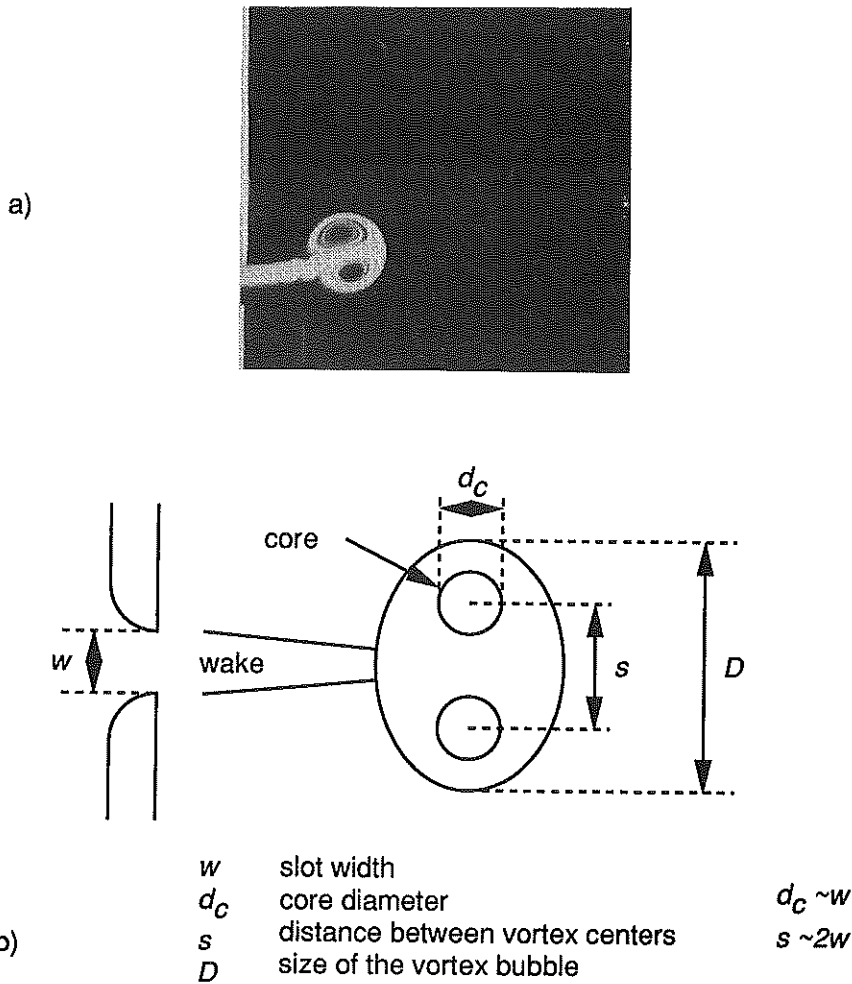 a)
d_c
core
w
wake
s
D
w slot width
d_c core diameter d_c ~w
b) s distance between vortex centers s ~2w
D size of the vortex bubble